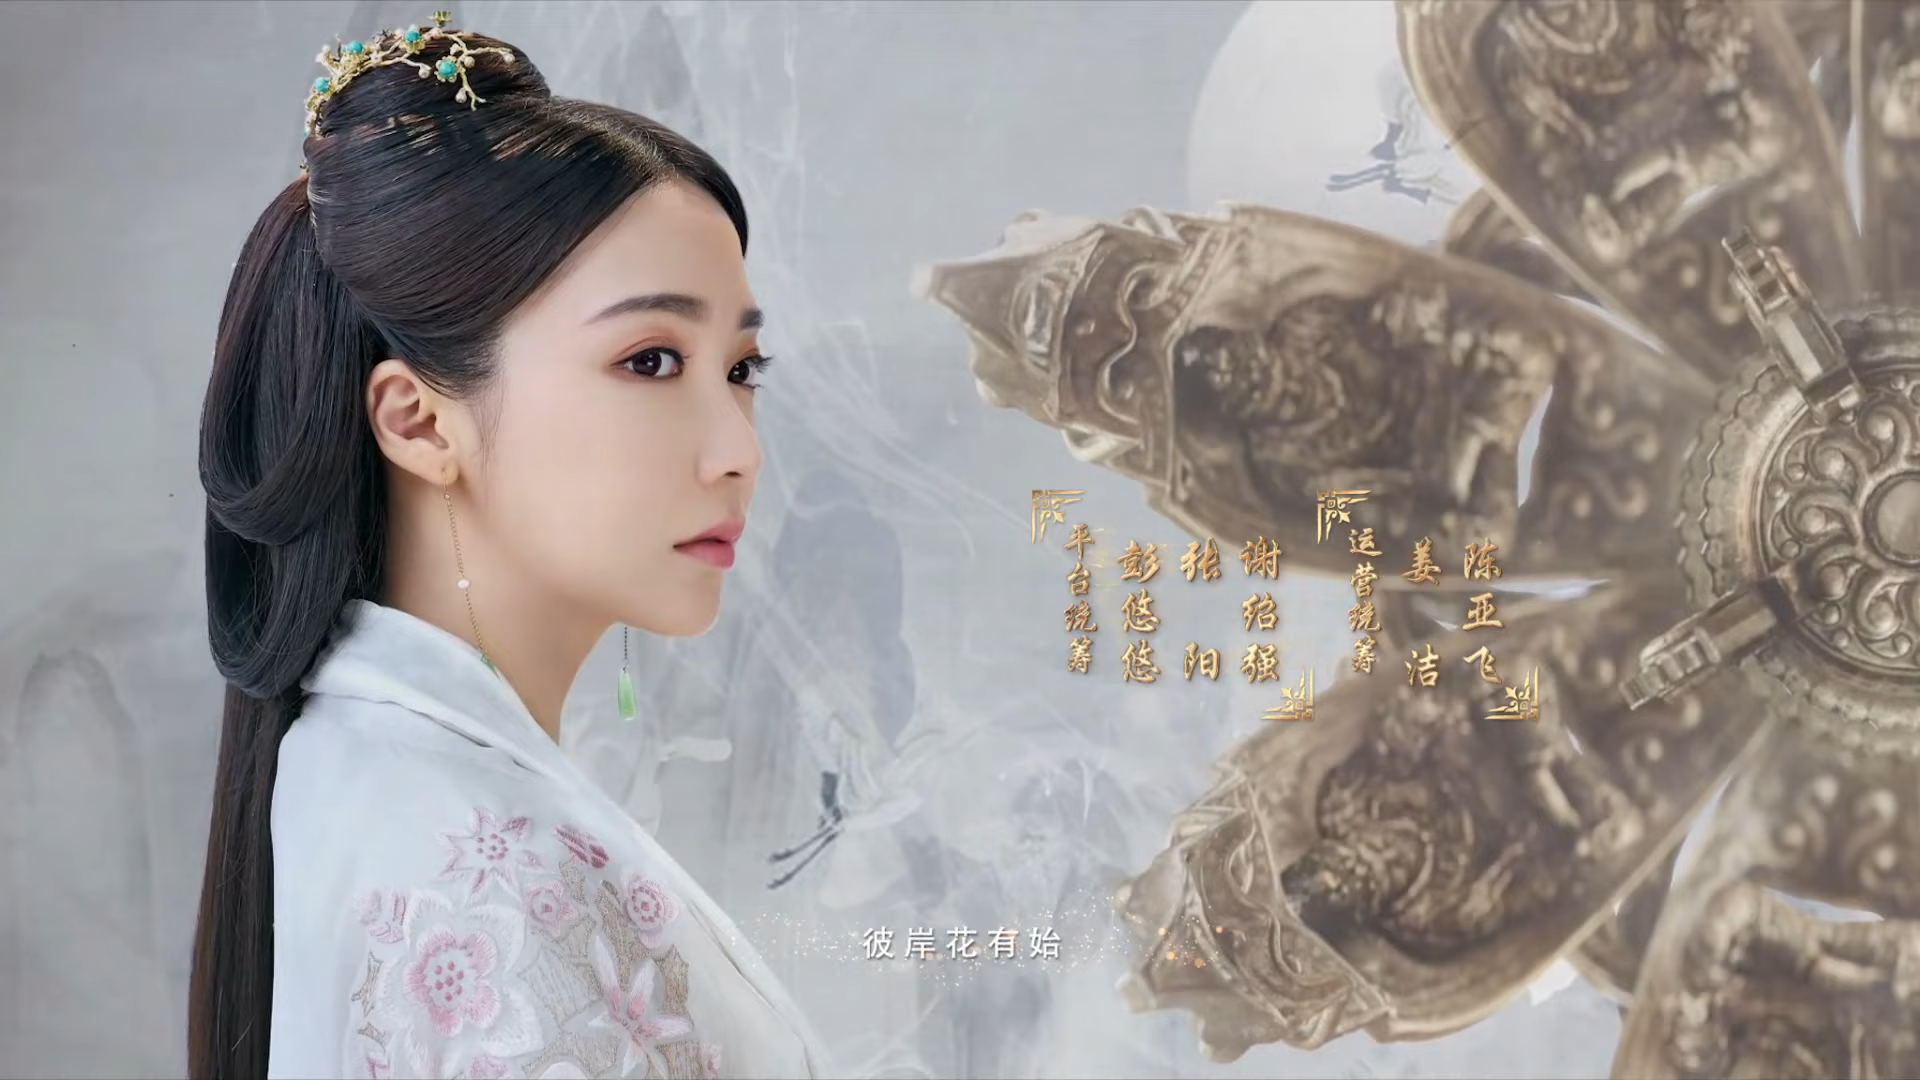 平台统筹
彭悠悠
张阳
谢绍强
运营统筹
姜洁
陈亚飞
彼岸花有始